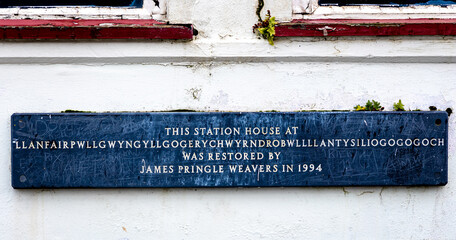 THIS STATION HOUSE AT
LLANFAIRPWLLGWYNGYLLGOGERYCHWYRNDROBWLLLLANTYSILIOGOGOGOCH
WAS RESTORED BY
JAMES PRINGLE WEAVERS IN 1994